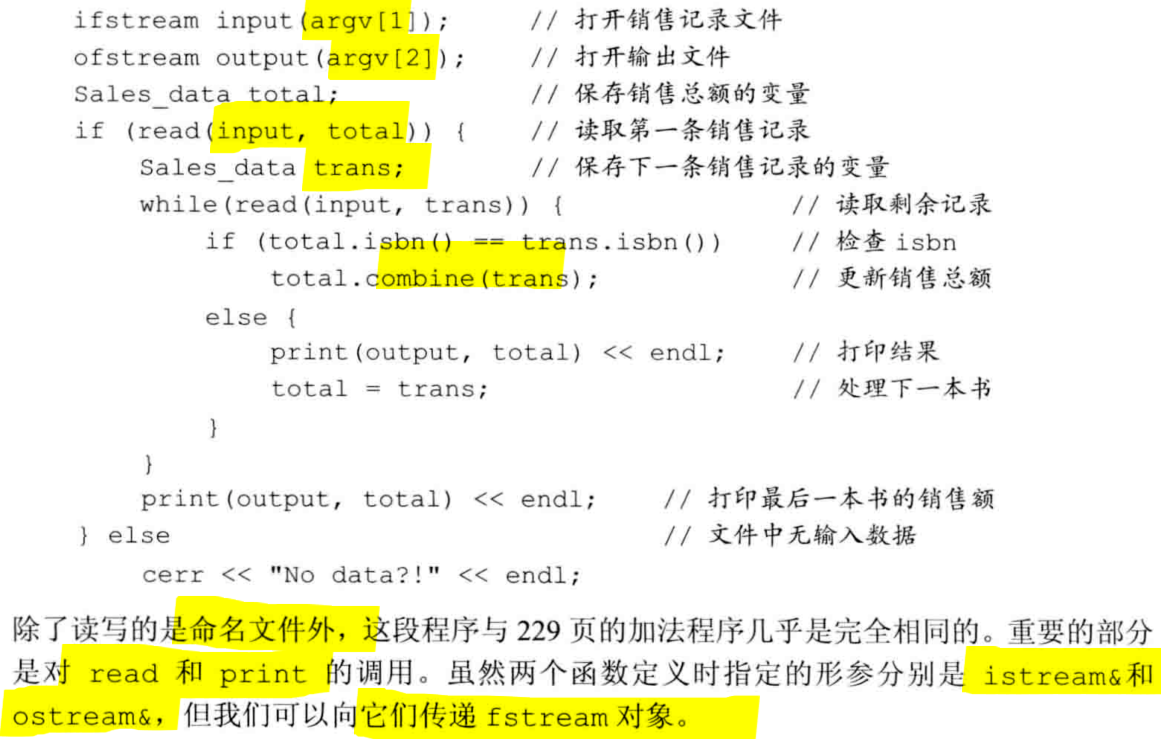 ifstream input(argv[1]); // 打开销售记录文件
ofstream output(argv[2]); // 打开输出文件
Sales_data total; // 保存销售总额的变量
if (read(input, total)) { // 读取第一条销售记录
Sales_data trans; // 保存下一条销售记录的变量
while(read(input, trans)) { // 读取剩余记录
if (total.isbn() == trans.isbn()) // 检查 isbn
total.combine(trans); // 更新销售总额
else {
print(output, total) << endl; // 打印结果
total = trans; // 处理下一本书
}
}
print(output, total) << endl; // 打印最后一本书的销售额
} else // 文件中无输入数据
cerr << "No data?!" << endl;
除了读写的是命名文件外，这段程序与 229 页的加法程序几乎是完全相同的。重要的部分
是对 read 和 print 的调用。虽然两个函数定义时指定的形参分别是 istream&和
ostream&，但我们可以向它们传递 fstream 对象。